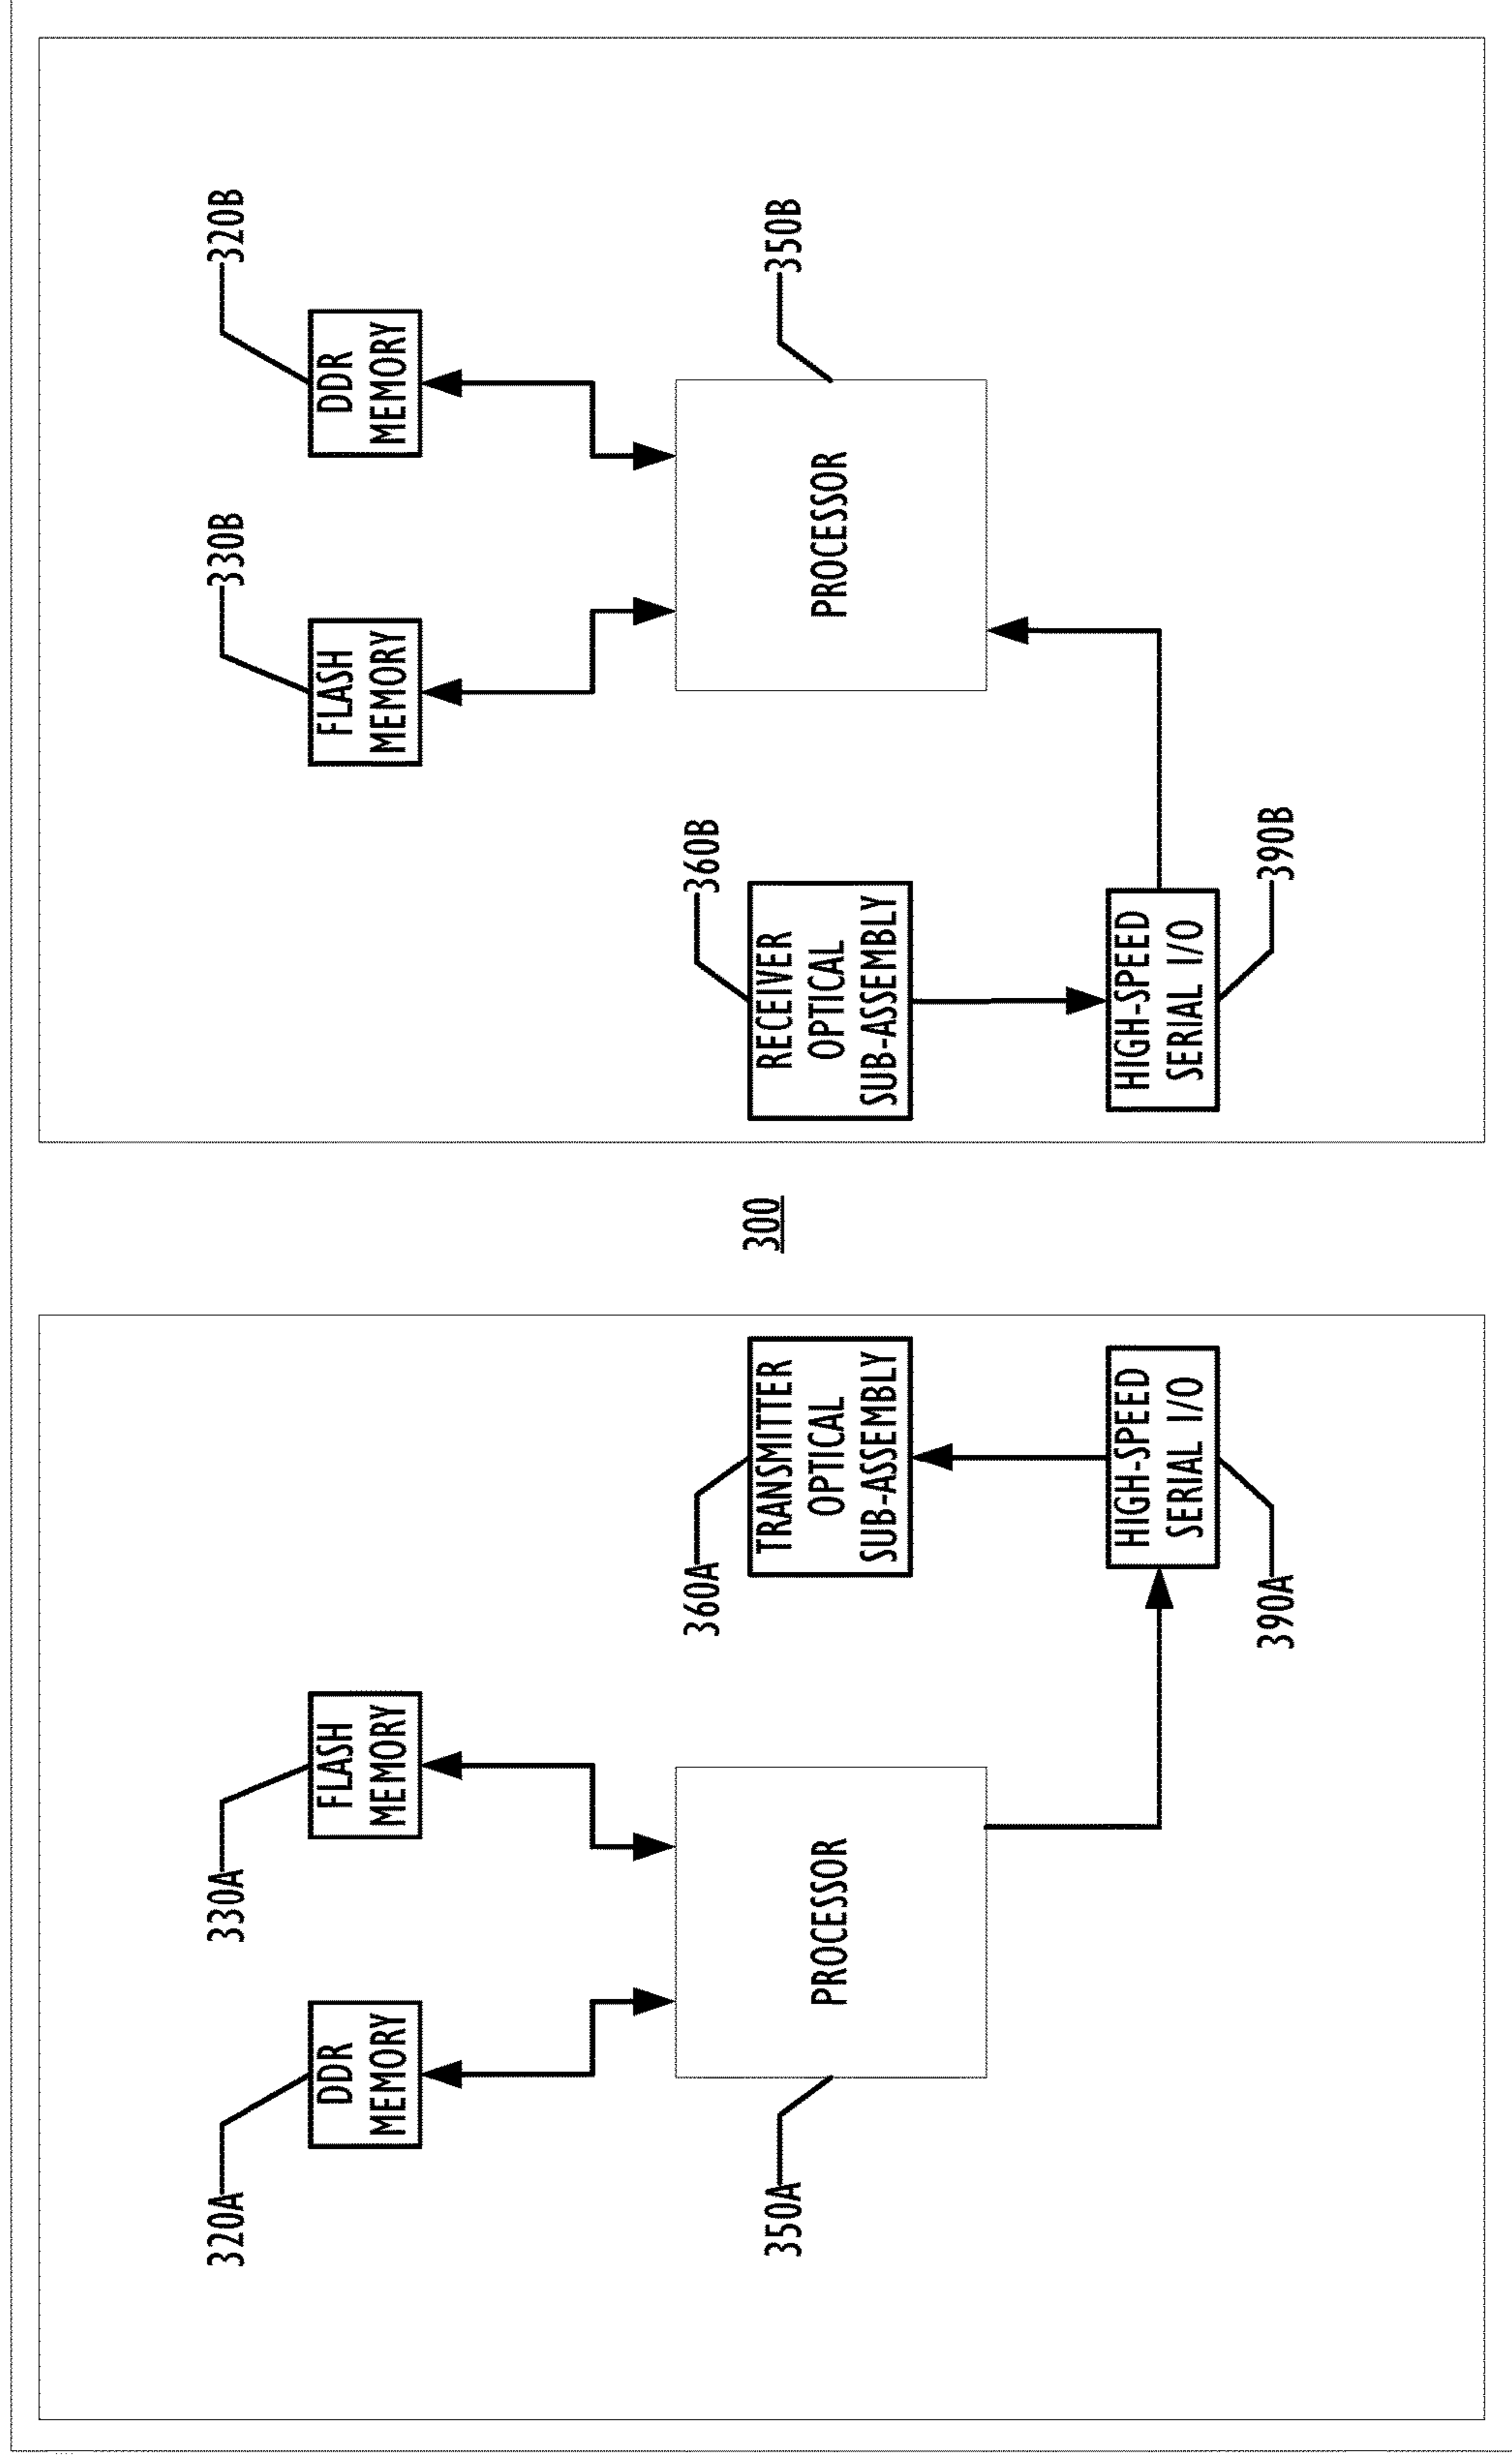 320A
DDR
MEMORY
330A
FLASH
MEMORY
350A
PROCESSOR
360A
TRANSMITTER
OPTICAL
SUB-ASSEMBLY
390A
HIGH-SPEED
SERIAL I/O
300
330B
FLASH
MEMORY
320B
DDR
MEMORY
360B
RECEIVER
OPTICAL
SUB-ASSEMBLY
PROCESSOR
350B
HIGH-SPEED
SERIAL I/O
390B